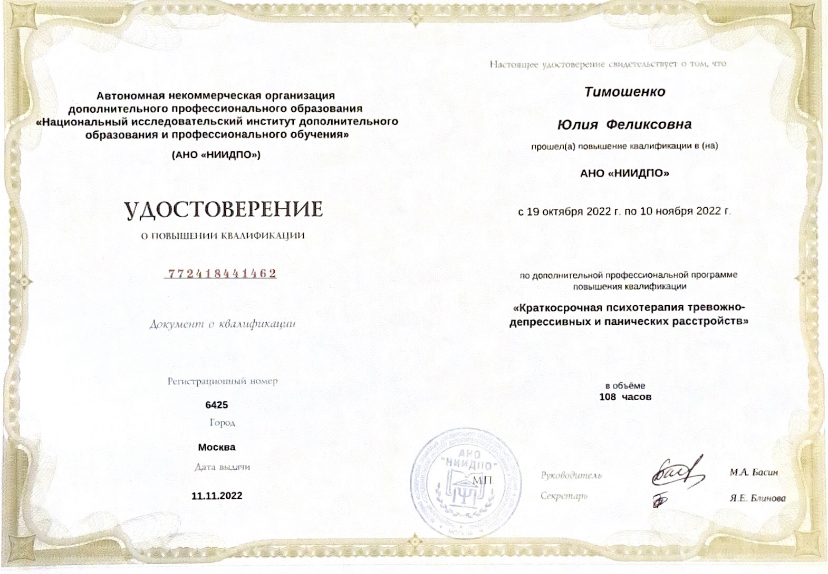 Автономная некоммерческая организация
дополнительного профессионального образования
«Национальный исследовательский институт дополнительного
образования и профессионального обучения»
(АНО «НИИДПО»)
УДОСТОВЕРЕНИЕ
О ПОВЫШЕНИИ КВАЛИФИКАЦИИ
772418441462
Документ о квалификации
Регистрационный номер
6425
Город
Москва
Дата выдачи
11.11.2022
Настоящее удостоверение свидетельствует о том, что
Тимошенко
Юлия Феликсовна
прошел(а) повышение квалификации в (на)
АНО «НИИДПО»
с 19 октября 2022 г. по 10 ноября 2022 г.
по дополнительной профессиональной программе
повышения квалификации
«Краткосрочная психотерапия тревожно-
депрессивных и панических расстройств»
в объёме
108 часов
АНО
"НИИДПО"
МП
Руководитель
М.А. Басин
Секретарь
Я.Е. Блинова